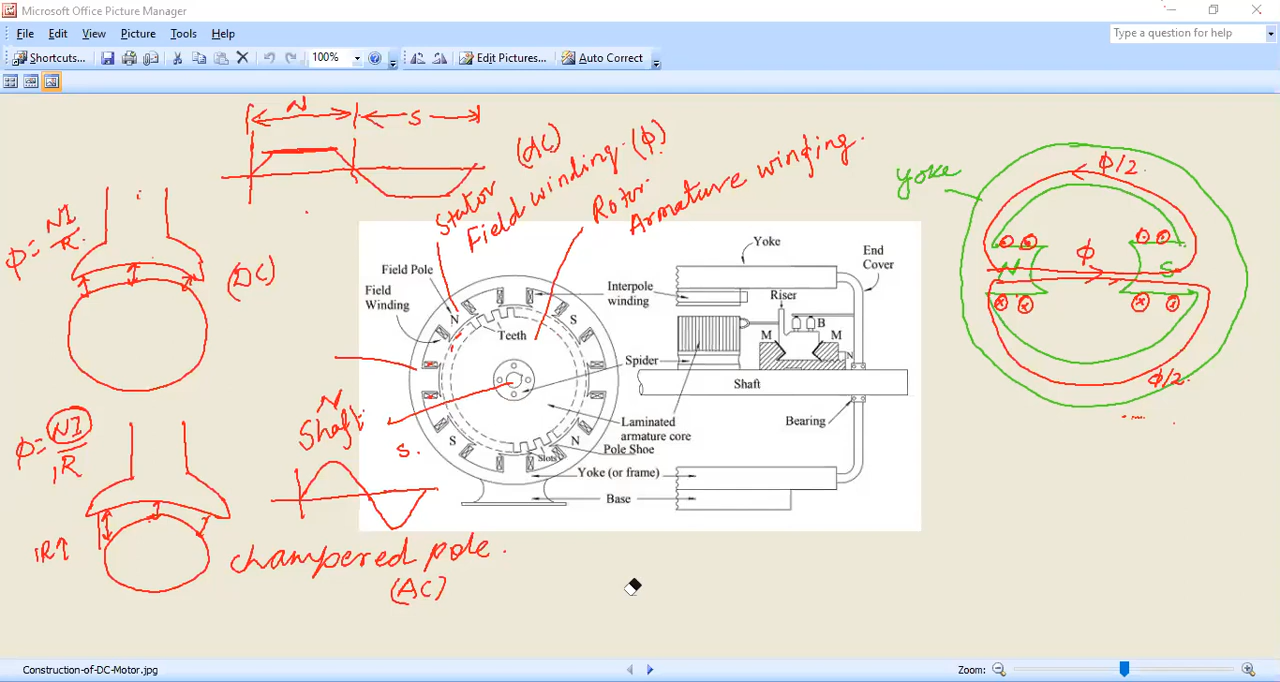 Microsoft Office Picture Manager
File Edit View Picture Tools Help
Type a question for help
Shortcuts... 100% Edit Pictures... Auto Correct
N S
(DC)
Stator
Field winding. (Φ)
Rotor
Armature winding.
Φ = NI/R.
(DC)
Field Pole
Field
Winding
N
S
Teeth
S
N
Slots
Interpole
winding
Spider
Laminated
armature core
Pole Shoe
Yoke (or frame)
Base
Yoke
End
Cover
Riser
B
M
M
N
Shaft
Bearing
yoke
Φ/2.
Φ
N
S
Φ/2.
Shaft
N
S.
Φ = NI/R
R↑
champered pole.
(AC)
Construction-of-DC-Motor.jpg
Zoom: